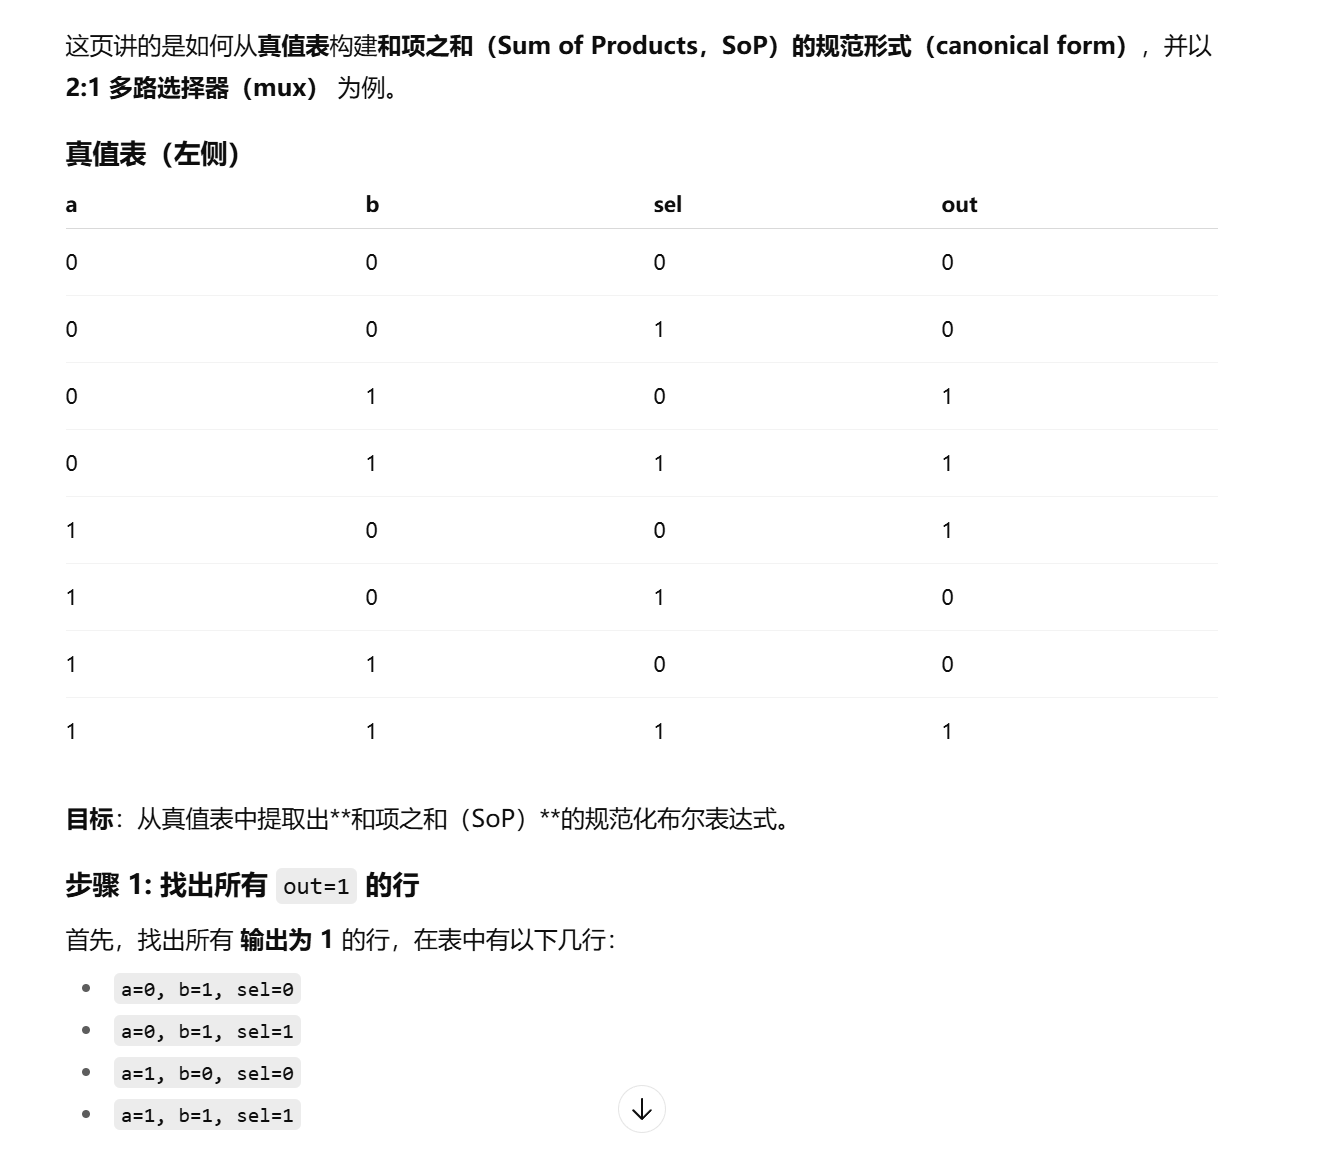 这页讲的是如何从真值表构建和项之和（Sum of Products，SoP）的规范形式（canonical form），并以
2:1 多路选择器（mux） 为例。
真值表（左侧）
a b sel out
0 0 0 0
0 0 1 0
0 1 0 1
0 1 1 1
1 0 0 1
1 0 1 0
1 1 0 0
1 1 1 1
目标：从真值表中提取出**和项之和（SoP）**的规范化布尔表达式。
步骤 1: 找出所有 out=1 的行
首先，找出所有 输出为 1 的行，在表中有以下几行：
• a=0, b=1, sel=0
• a=0, b=1, sel=1
• a=1, b=0, sel=0
• a=1, b=1, sel=1